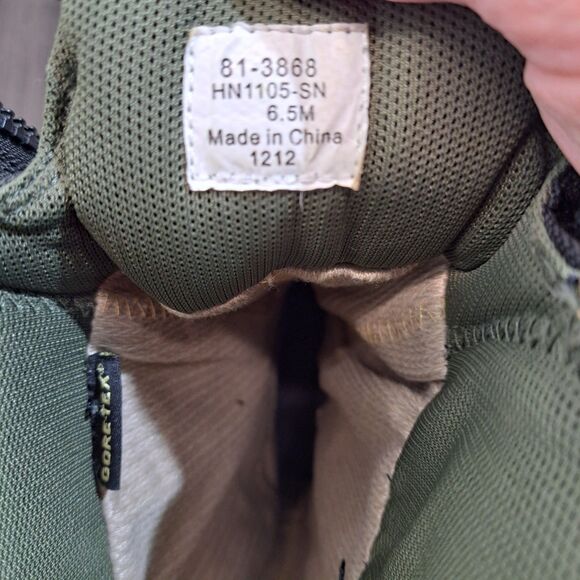 81-3868
HN1105-SN
6.5M
Made in China
1212
GORE-TEX®